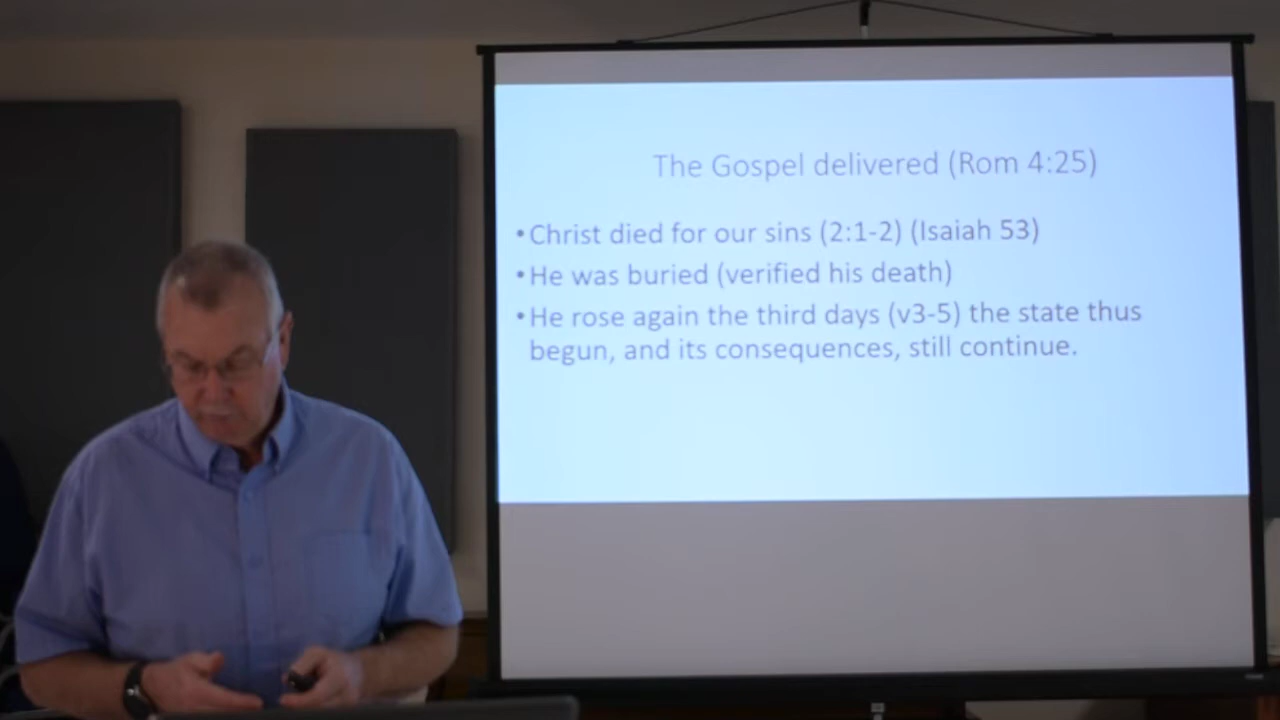 The Gospel delivered (Rom 4:25)
•Christ died for our sins (2:1-2) (Isaiah 53)
•He was buried (verified his death)
•He rose again the third days (v3-5) the state thus
begun, and its consequences, still continue.